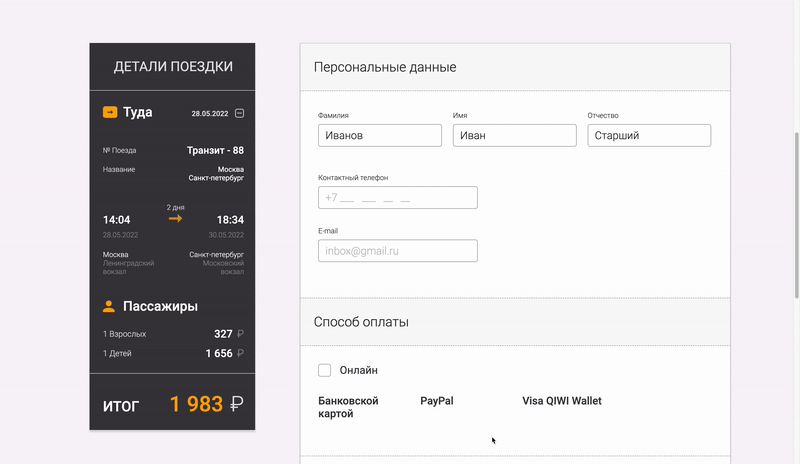 ДЕТАЛИ ПОЕЗДКИ
Туда
28.05.2022
№ Поезда
Транзит - 88
Название
Москва
Санкт-петербург
2 дня
14:04
18:34
28.05.2022
30.05.2022
Москва
Санкт-петербург
Ленинградский
Московский
вокзал
вокзал
Пассажиры
1 Взрослых
327 ₽
1 Детей
1 656 ₽
ИТОГ
1 983 ₽
Персональные данные
Фамилия
Имя
Отчество
Иванов
Иван
Старший
Контактный телефон
+7 ___ ___ __ __
E-mail
inbox@gmail.ru
Способ оплаты
Онлайн
Банковской
картой
PayPal
Visa QIWI Wallet